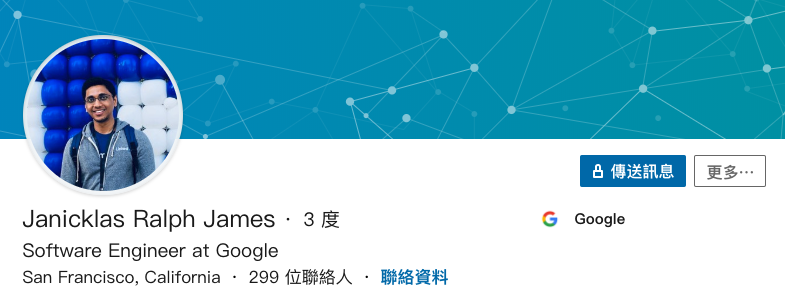 傳送訊息
更多…
Janicklas Ralph James · 3 度
Google
Software Engineer at Google
San Francisco, California · 299 位聯絡人 · 聯絡資料